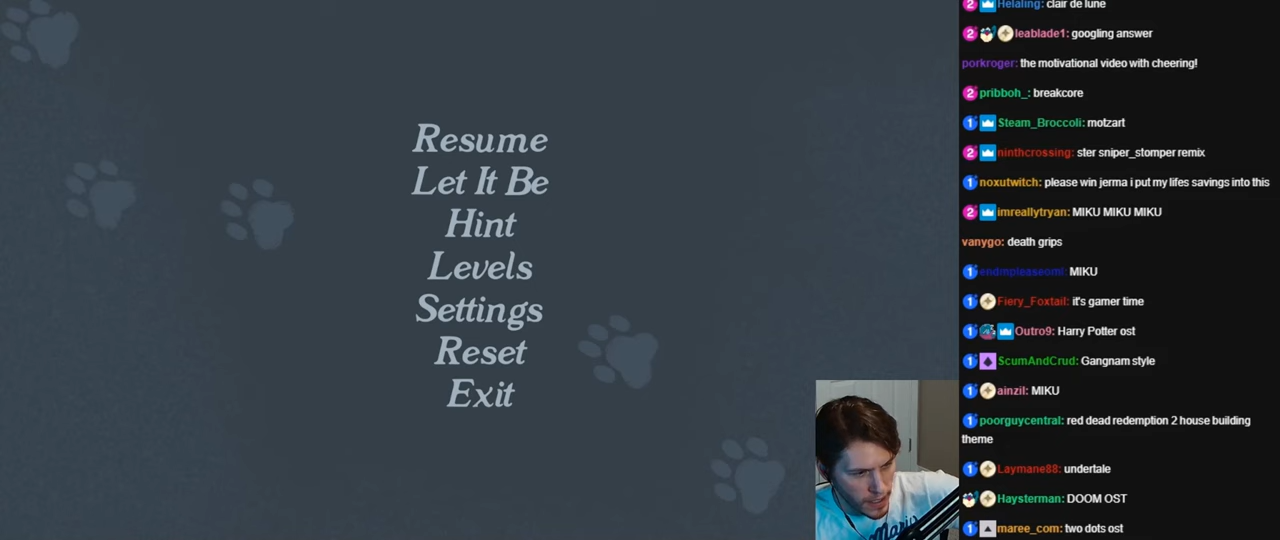 Resume
Let It Be
Hint
Levels
Settings
Reset
Exit
Helaling: clair de lune
leablade1: googling answer
porkroger: the motivational video with cheering!
pribboh_: breakcore
Steam_Broccoli: motzart
ninthcrossing: ster sniper_stomper remix
noxutwitch: please win jerma i put my lifes savings into this
imreallytryan: MIKU MIKU MIKU
vanygo: death grips
endmpleaseoml: MIKU
Fiery_Foxtail: it's gamer time
Outro9: Harry Potter ost
ScumAndCrud: Gangnam style
ainzil: MIKU
poorguycentral: red dead redemption 2 house building
theme
Laymane88: undertale
Haysterman: DOOM OST
maree_com: two dots ost